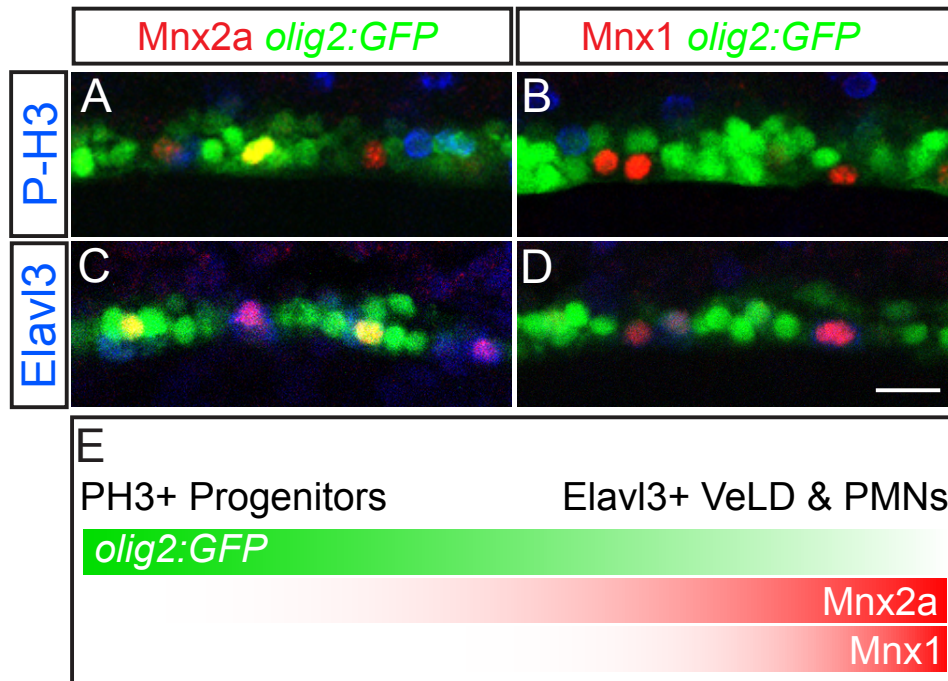 Mnx2a olig2:GFP
Mnx1 olig2:GFP
P-H3
A
B
Elavl3
C
D
E
PH3+ Progenitors
Elavl3+ VeLD & PMNs
olig2:GFP
Mnx2a
Mnx1